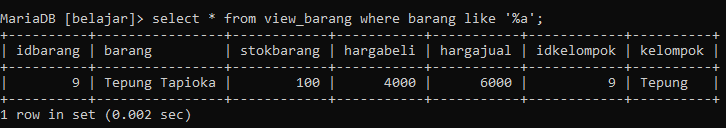 MariaDB [belajar]> select * from view_barang where barang like '%a';
+----------+----------------+------------+-----------+-----------+------------+----------+
| idbarang | barang         | stokbarang | hargabeli | hargajual | idkelompok | kelompok |
+----------+----------------+------------+-----------+-----------+------------+----------+
|        9 | Tepung Tapioka |        100 |      4000 |      6000 |          9 | Tepung   |
+----------+----------------+------------+-----------+-----------+------------+----------+
1 row in set (0.002 sec)